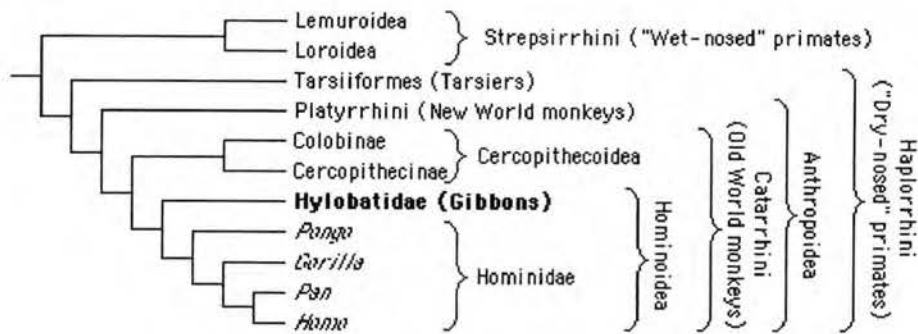 Lemuroidea
Loroidea
Strepsirrhini ("Wet-nosed" primates)
Tarsiiformes (Tarsiers)
Platyrrhini (New World monkeys)
Colobinae
Cercopithecinae
Cercopithecoidea
Hylobatidae (Gibbons)
Pongo
Gorilla
Pan
Homo
Hominidae
Hominoidea
Catarrhini
(Old World monkeys)
Anthropoidea
Haplorrhini
("Dry-nosed" primates)